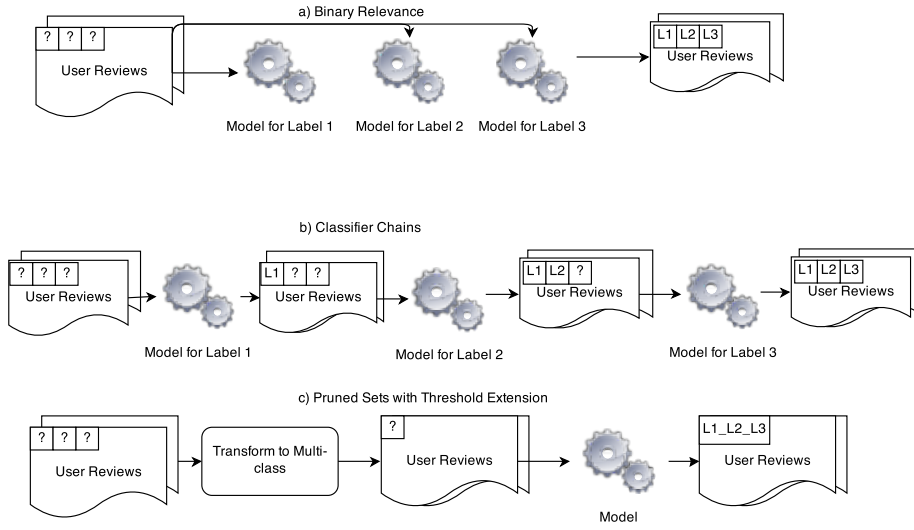 a) Binary Relevance
? ? ?
User Reviews
L1 L2 L3
User Reviews
Model for Label 1
Model for Label 2
Model for Label 3
b) Classifier Chains
? ? ?
User Reviews
L1 ? ?
User Reviews
L1 L2 ?
User Reviews
L1 L2 L3
User Reviews
Model for Label 1
Model for Label 2
Model for Label 3
c) Pruned Sets with Threshold Extension
? ? ?
User Reviews
Transform to Multi-
class
?
User Reviews
L1_L2_L3
User Reviews
Model